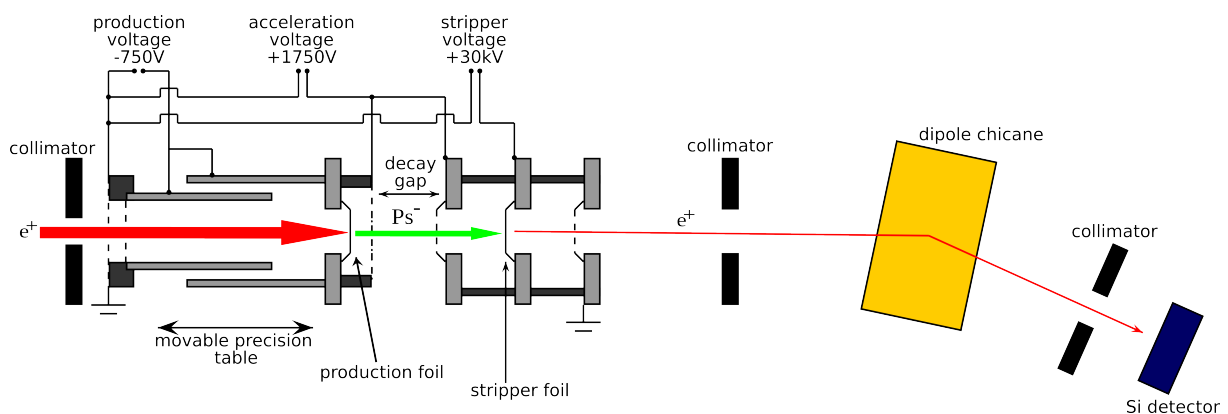 production
voltage
-750V
acceleration
voltage
+1750V
stripper
voltage
+30kV
collimator
decay
gap
Ps⁻
e⁺
collimator
e⁺
dipole chicane
collimator
movable precision
table
production foil
stripper foil
Si detector